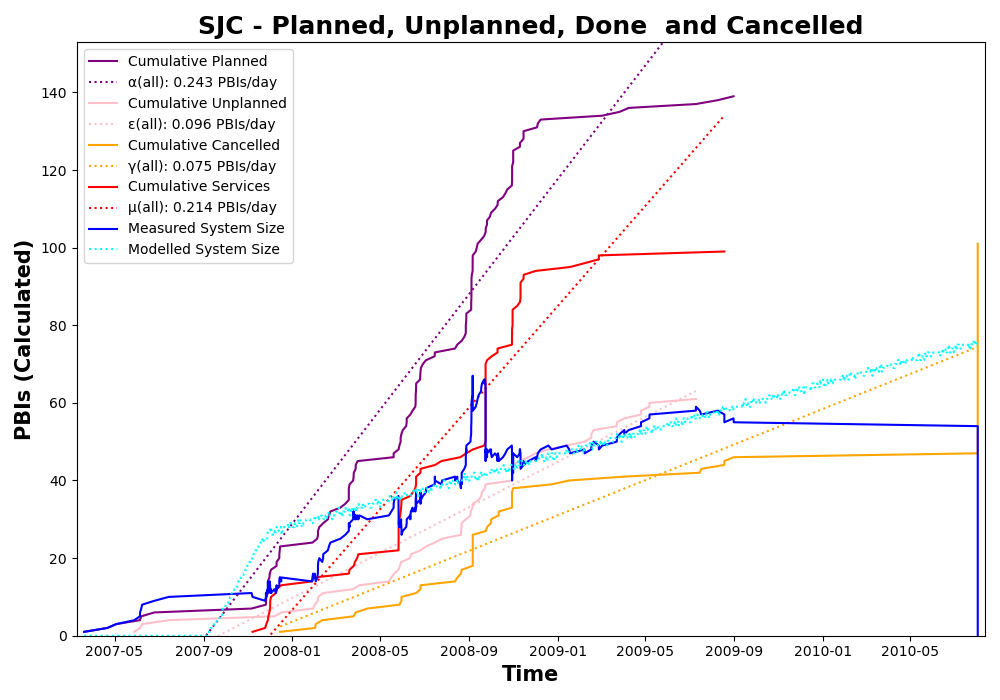 SJC - Planned, Unplanned, Done  and Cancelled
PBIs (Calculated)
140
120
100
80
60
40
20
0
Cumulative Planned
α(all): 0.243 PBIs/day
Cumulative Unplanned
ε(all): 0.096 PBIs/day
Cumulative Cancelled
γ(all): 0.075 PBIs/day
Cumulative Services
μ(all): 0.214 PBIs/day
Measured System Size
Modelled System Size
2007-05 2007-09 2008-01 2008-05 2008-09 2009-01 2009-05 2009-09 2010-01 2010-05
Time